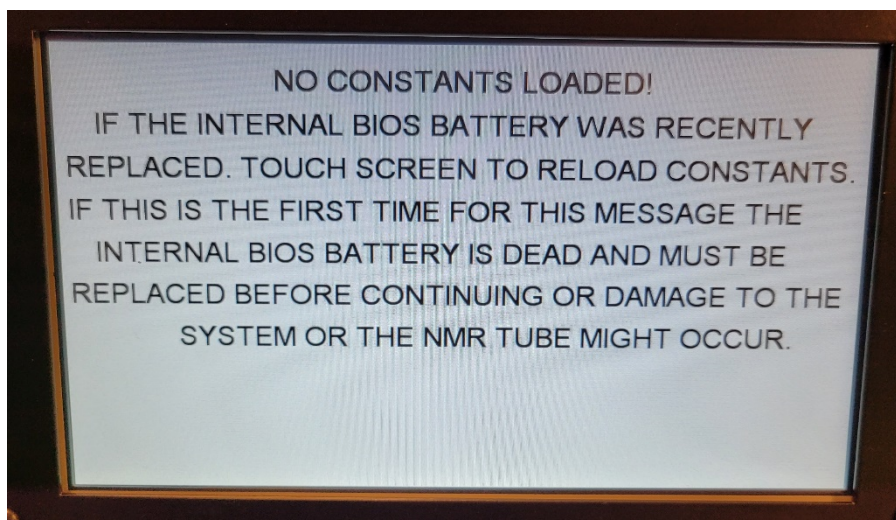 NO CONSTANTS LOADED!
IF THE INTERNAL BIOS BATTERY WAS RECENTLY
REPLACED. TOUCH SCREEN TO RELOAD CONSTANTS.
IF THIS IS THE FIRST TIME FOR THIS MESSAGE THE
INTERNAL BIOS BATTERY IS DEAD AND MUST BE
REPLACED BEFORE CONTINUING OR DAMAGE TO THE
SYSTEM OR THE NMR TUBE MIGHT OCCUR.